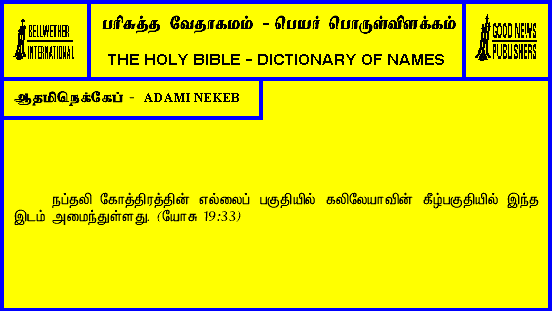 BELLWETHER
INTERNATIONAL
பரிசுத்த வேதாகமம் - பெயர் பொருள்விளக்கம்
THE HOLY BIBLE - DICTIONARY OF NAMES
GOOD NEWS
PUBLISHERS
ஆதமிநெக்கேப் - ADAMI NEKEB
நப்தலி கோத்திரத்தின் எல்லைப் பகுதியில் கலிலேயாவின் கீழ்பகுதியில் இந்த
இடம் அமைந்துள்ளது. (யோசு 19:33)